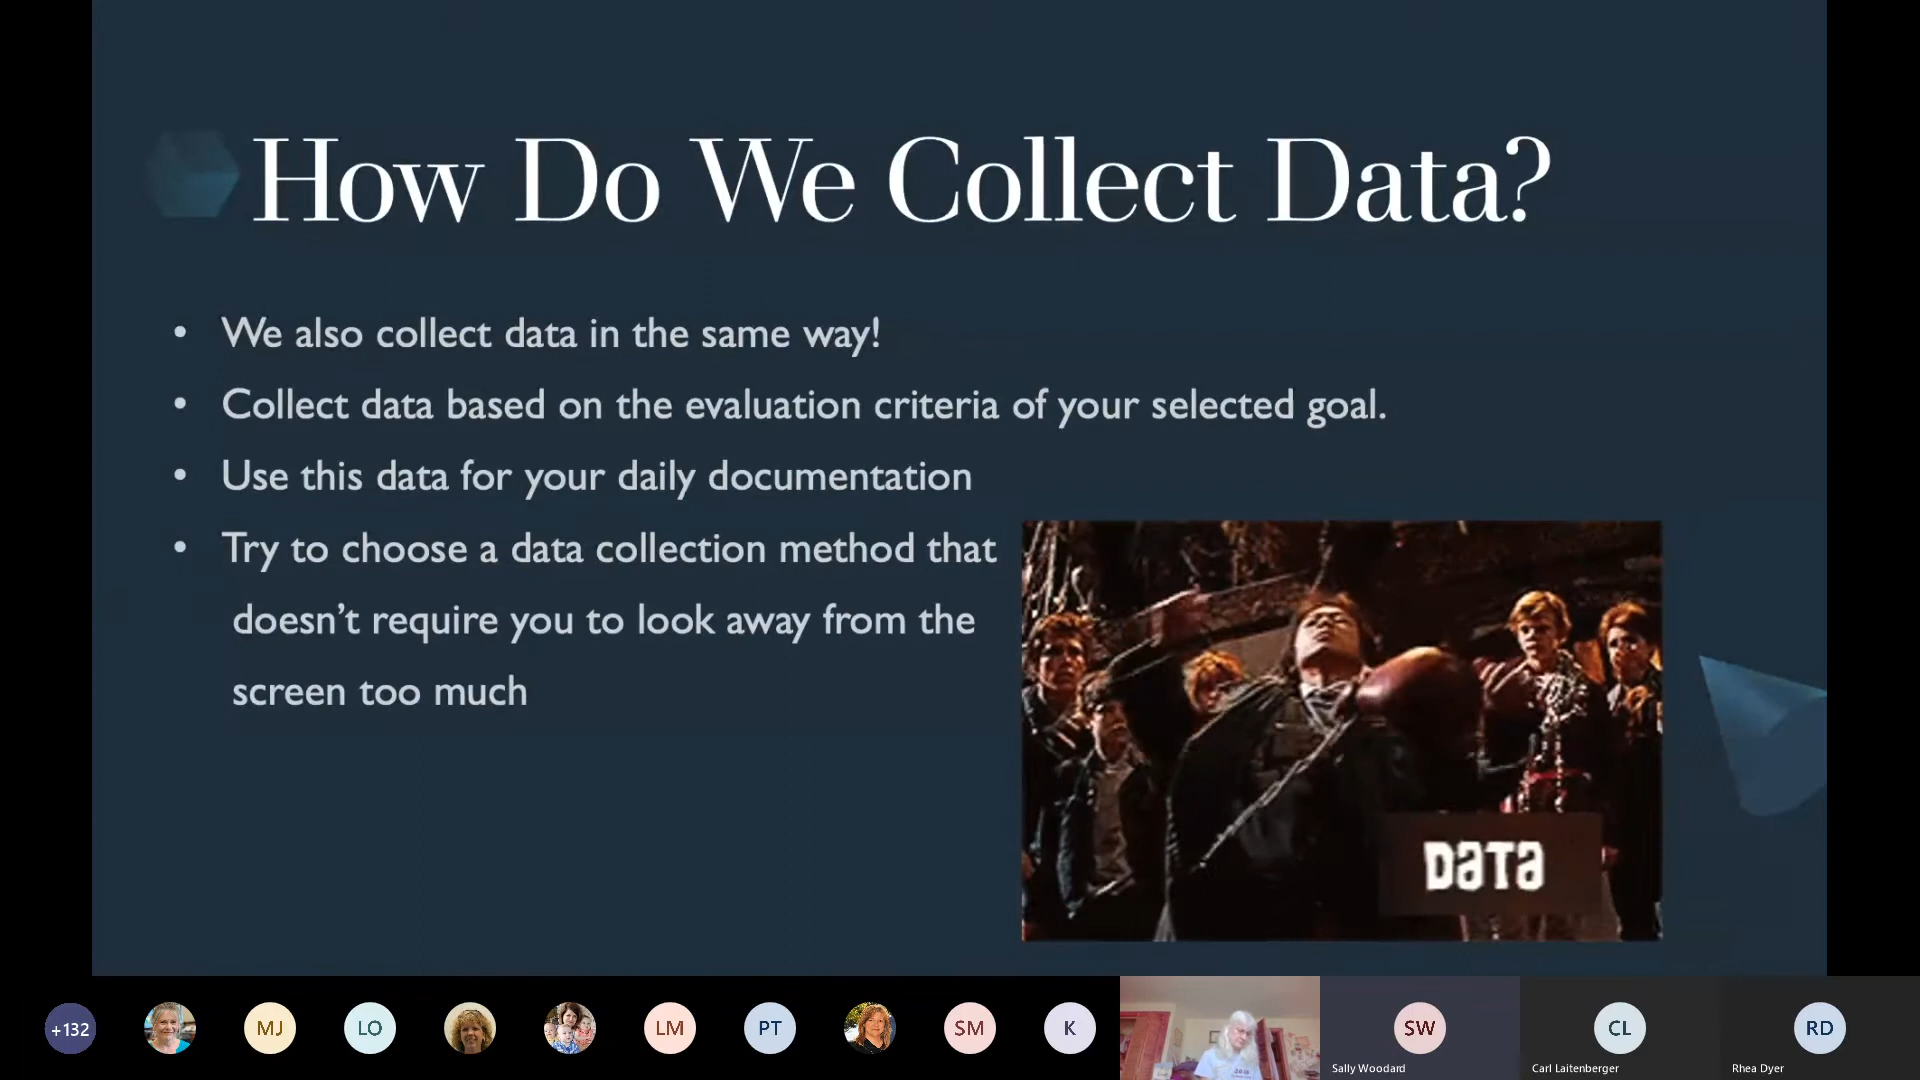 How Do We Collect Data?
• We also collect data in the same way!
• Collect data based on the evaluation criteria of your selected goal.
• Use this data for your daily documentation
• Try to choose a data collection method that
doesn’t require you to look away from the
screen too much
DaTa
+132
MJ
LO
LM
PT
SM
K
SW
CL
RD
Sally Woodard
Carl Laitenberger
Rhea Dyer